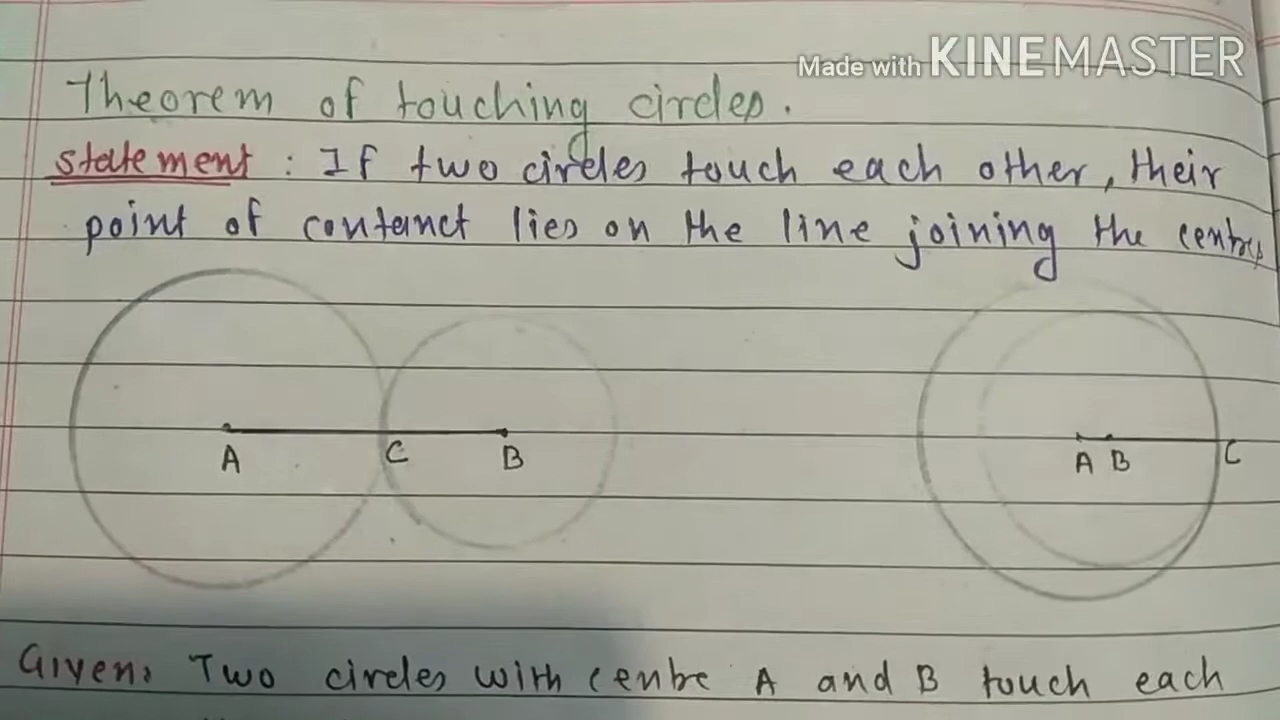 Made with KINEMASTER
Theorem of touching circles.
statement : If two circles touch each other, their
point of contanct lies on the line joining the centres
A C B
A B C
Given: Two circles with centre A and B touch each